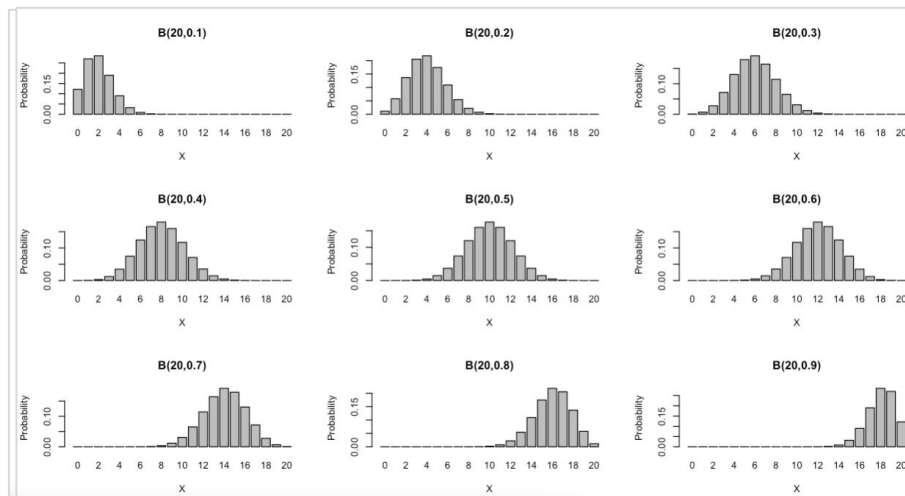 B(20,0.1) B(20,0.2) B(20,0.3)
Probability 0.00 0.15 Probability 0.00 0.15 Probability 0.00 0.10
0 2 4 6 8 10 12 14 16 18 20 0 2 4 6 8 10 12 14 16 18 20 0 2 4 6 8 10 12 14 16 18 20
X X X
B(20,0.4) B(20,0.5) B(20,0.6)
Probability 0.00 0.10 Probability 0.00 0.10 Probability 0.00 0.10
0 2 4 6 8 10 12 14 16 18 20 0 2 4 6 8 10 12 14 16 18 20 0 2 4 6 8 10 12 14 16 18 20
X X X
B(20,0.7) B(20,0.8) B(20,0.9)
Probability 0.00 0.10 Probability 0.00 0.15 Probability 0.00 0.15
0 2 4 6 8 10 12 14 16 18 20 0 2 4 6 8 10 12 14 16 18 20 0 2 4 6 8 10 12 14 16 18 20
X X X